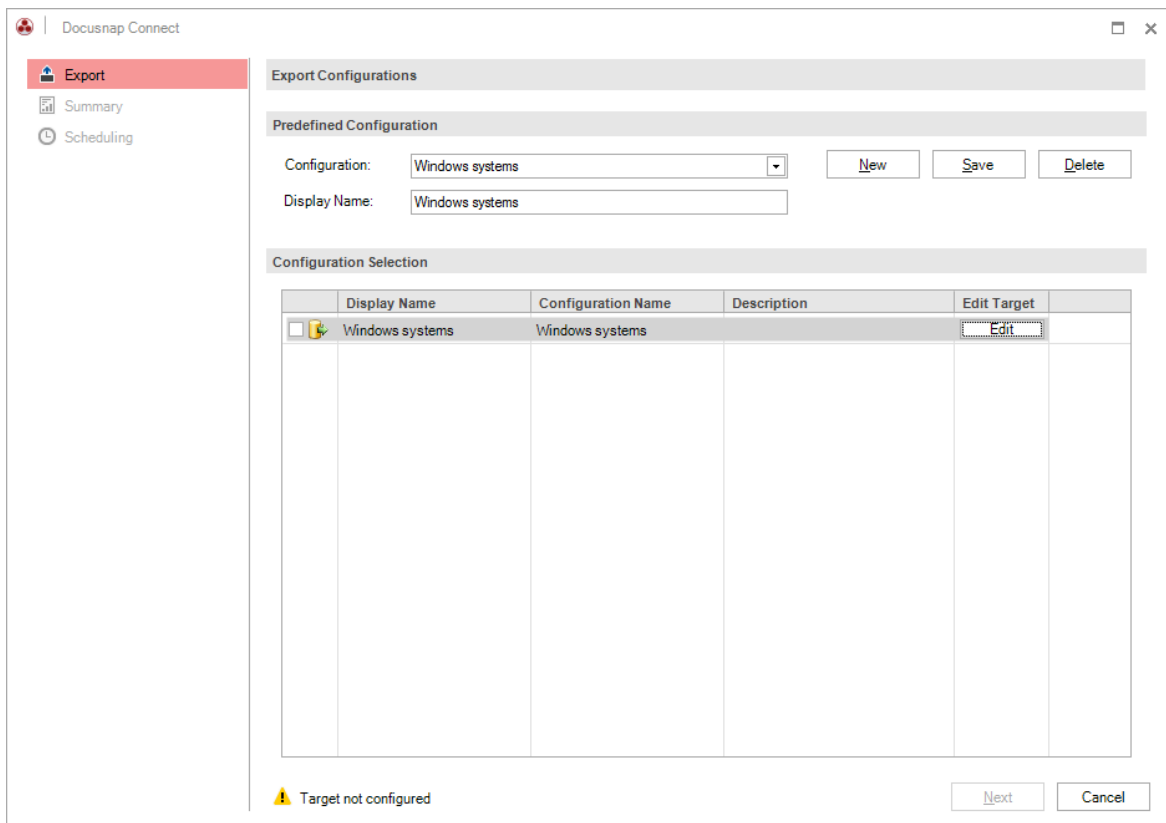 Docusnap Connect
Export
Summary
Scheduling
Export Configurations
Predefined Configuration
Configuration: Windows systems New Save Delete
Display Name: Windows systems
Configuration Selection
Display Name Configuration Name Description Edit Target
Windows systems Windows systems Edit
Target not configured Next Cancel